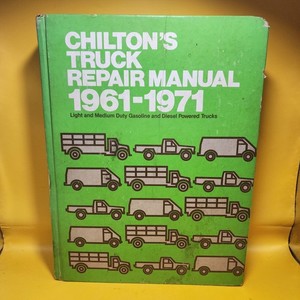 CHILTON'S
TRUCK
REPAIR MANUAL
1961-1971
Light and Medium Duty Gasoline and Diesel Powered Trucks